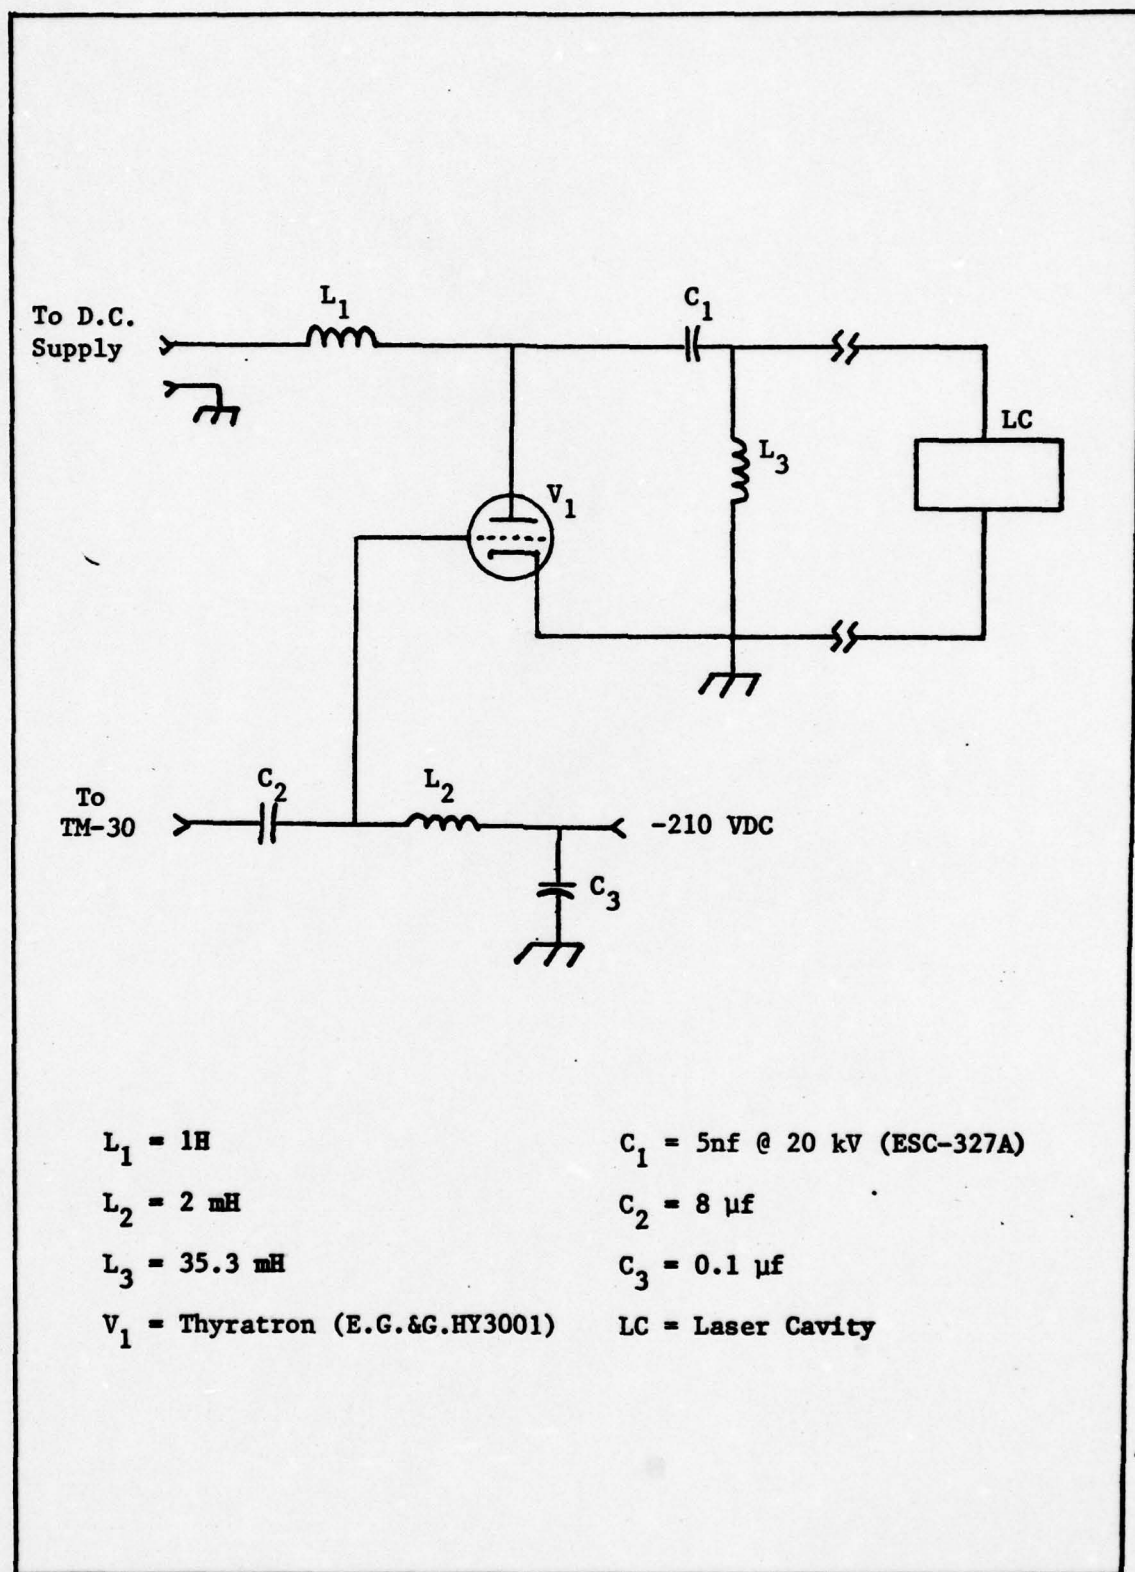 To D.C.
Supply
L1
C1
LC
L3
V1
To
TM-30
C2
L2
-210 VDC
C3
L1 = 1H
C1 = 5nf @ 20 kV (ESC-327A)
L2 = 2 mH
C2 = 8 µf
L3 = 35.3 mH
C3 = 0.1 µf
V1 = Thyratron (E.G.&G.HY3001)
LC = Laser Cavity